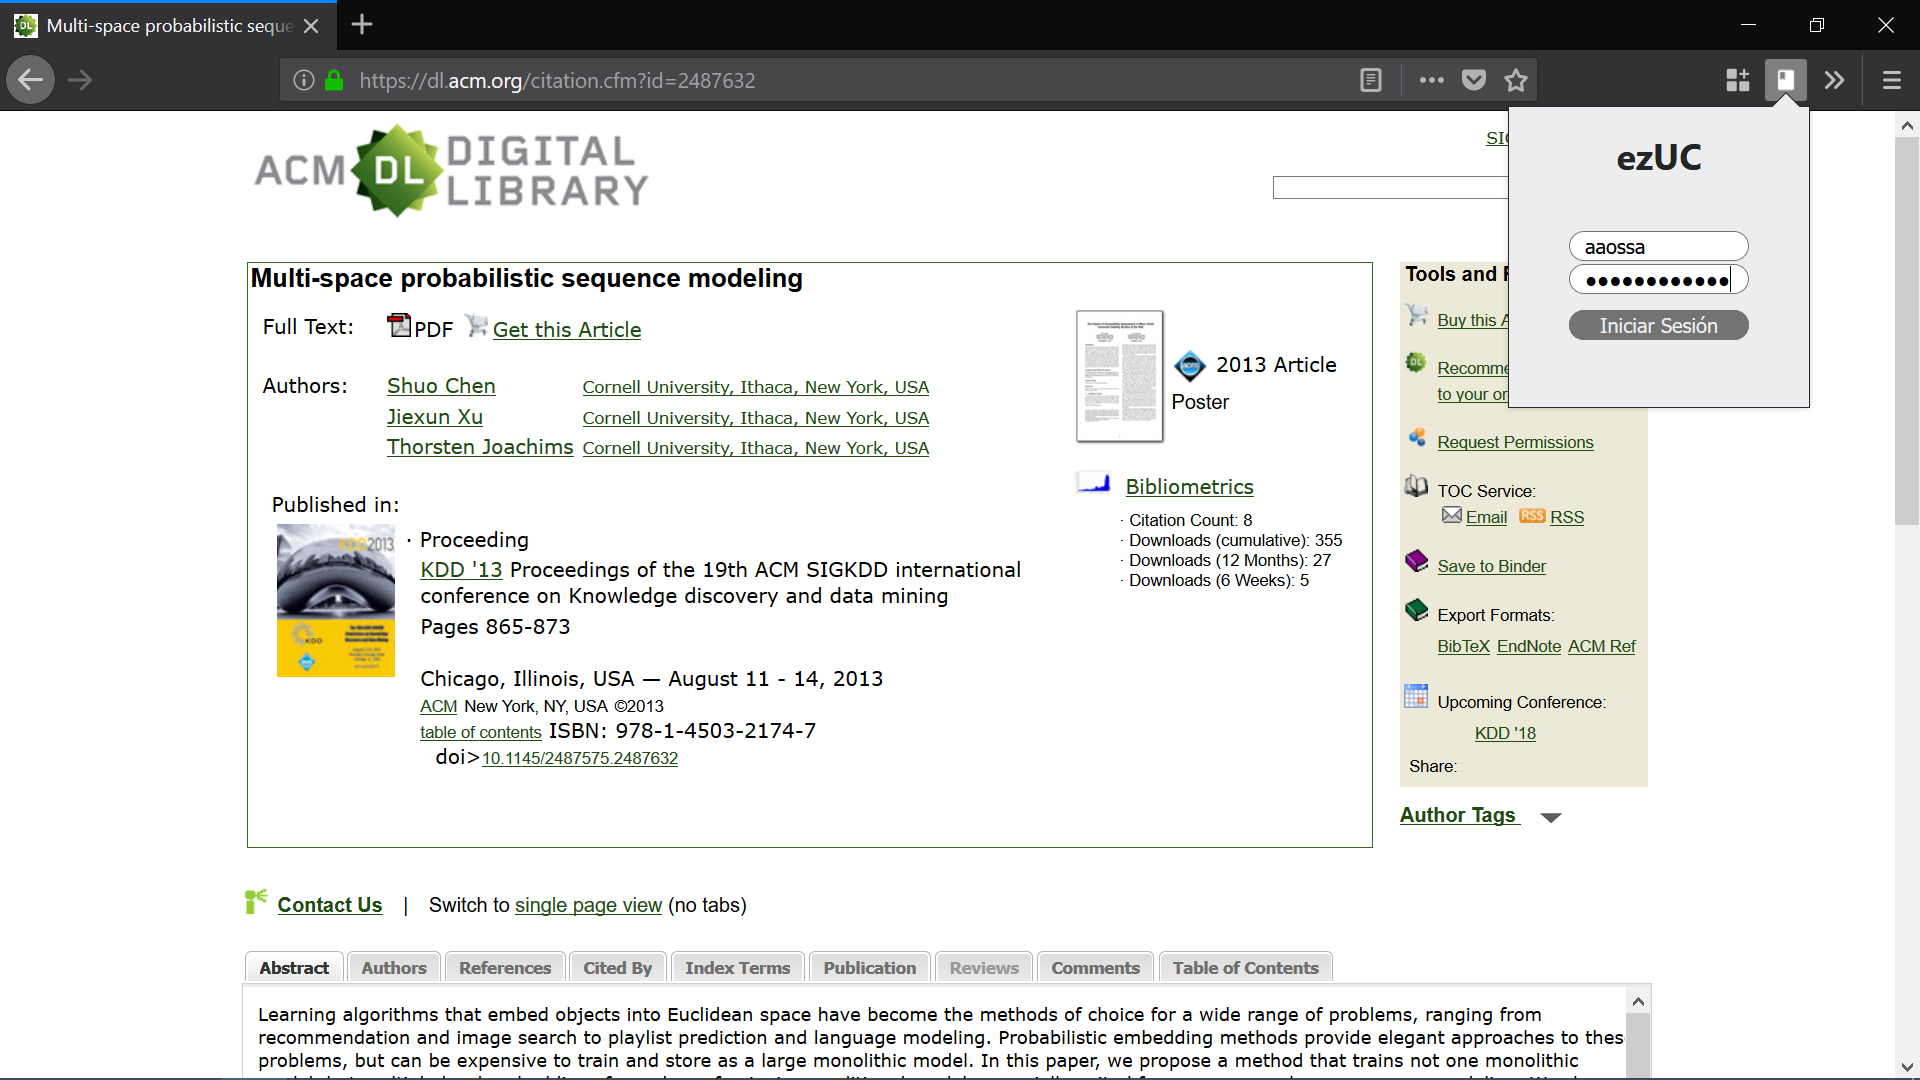 Multi-space probabilistic seque
https://dl.acm.org/citation.cfm?id=2487632
ACM DL DIGITAL LIBRARY
SIG
ezUC
aaossa
●●●●●●●●●●●●
Iniciar Sesión
Multi-space probabilistic sequence modeling
Full Text: PDF Get this Article
Authors: Shuo Chen Cornell University, Ithaca, New York, USA
Jiexun Xu Cornell University, Ithaca, New York, USA
Thorsten Joachims Cornell University, Ithaca, New York, USA
2013 Article
Poster
Bibliometrics
· Citation Count: 8
· Downloads (cumulative): 355
· Downloads (12 Months): 27
· Downloads (6 Weeks): 5
Published in:
KDD2013
KDD
· Proceeding
KDD '13 Proceedings of the 19th ACM SIGKDD international
conference on Knowledge discovery and data mining
Pages 865-873
Chicago, Illinois, USA — August 11 - 14, 2013
ACM New York, NY, USA ©2013
table of contents ISBN: 978-1-4503-2174-7
doi>10.1145/2487575.2487632
Tools and
Buy this
Recomme
to your or
Request Permissions
TOC Service:
Email RSS RSS
Save to Binder
Export Formats:
BibTeX EndNote ACM Ref
Upcoming Conference:
KDD '18
Share:
Author Tags
Contact Us | Switch to single page view (no tabs)
Abstract Authors References Cited By Index Terms Publication Reviews Comments Table of Contents
Learning algorithms that embed objects into Euclidean space have become the methods of choice for a wide range of problems, ranging from
recommendation and image search to playlist prediction and language modeling. Probabilistic embedding methods provide elegant approaches to thes
problems, but can be expensive to train and store as a large monolithic model. In this paper, we propose a method that trains not one monolithic